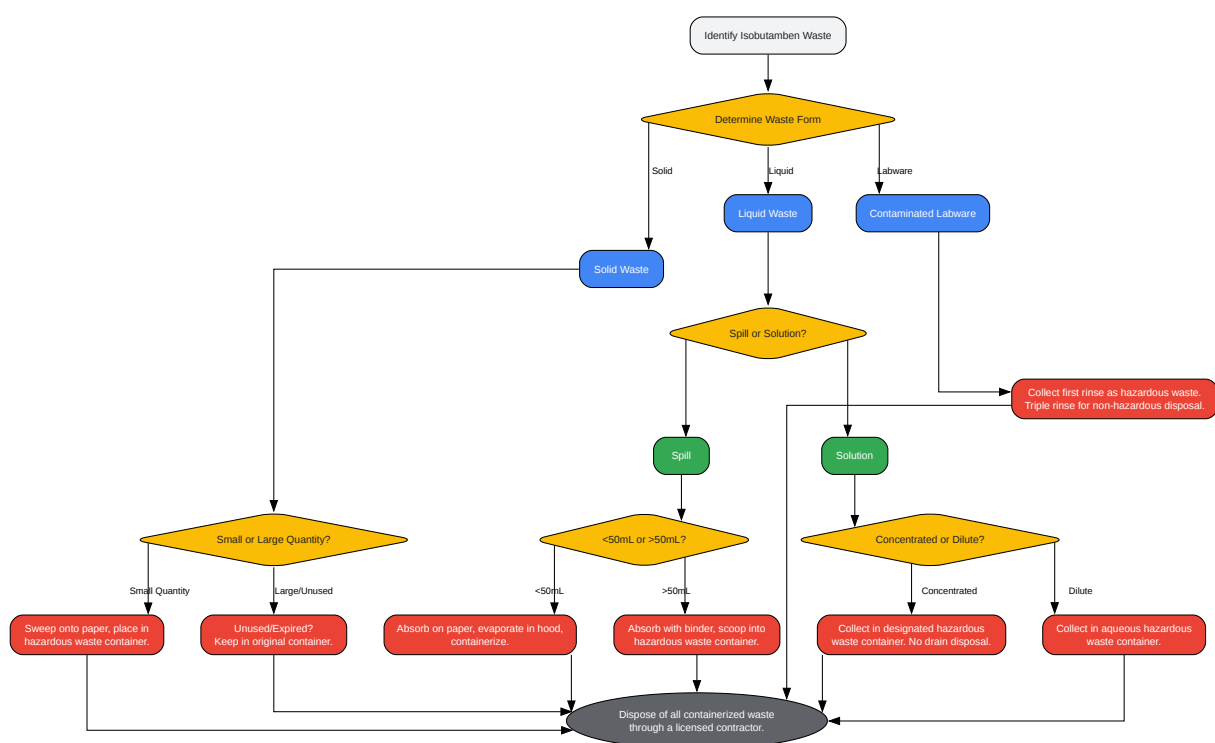 Identify Isobutamben Waste
Determine Waste Form
Solid
Liquid
Labware
Liquid Waste
Contaminated Labware
Solid Waste
Spill or Solution?
Collect first rinse as hazardous waste.
Triple rinse for non-hazardous disposal.
Spill
Solution
Small or Large Quantity?
<50mL or >50mL?
Concentrated or Dilute?
Small Quantity
Large/Unused
<50mL
>50mL
Concentrated
Dilute
Sweep onto paper, place in
hazardous waste container.
Unused/Expired?
Keep in original container.
Absorb on paper, evaporate in hood,
containerize.
Absorb with binder, scoop into
hazardous waste container.
Collect in designated hazardous
waste container. No drain disposal.
Collect in aqueous hazardous
waste container.
Dispose of all containerized waste
through a licensed contractor.